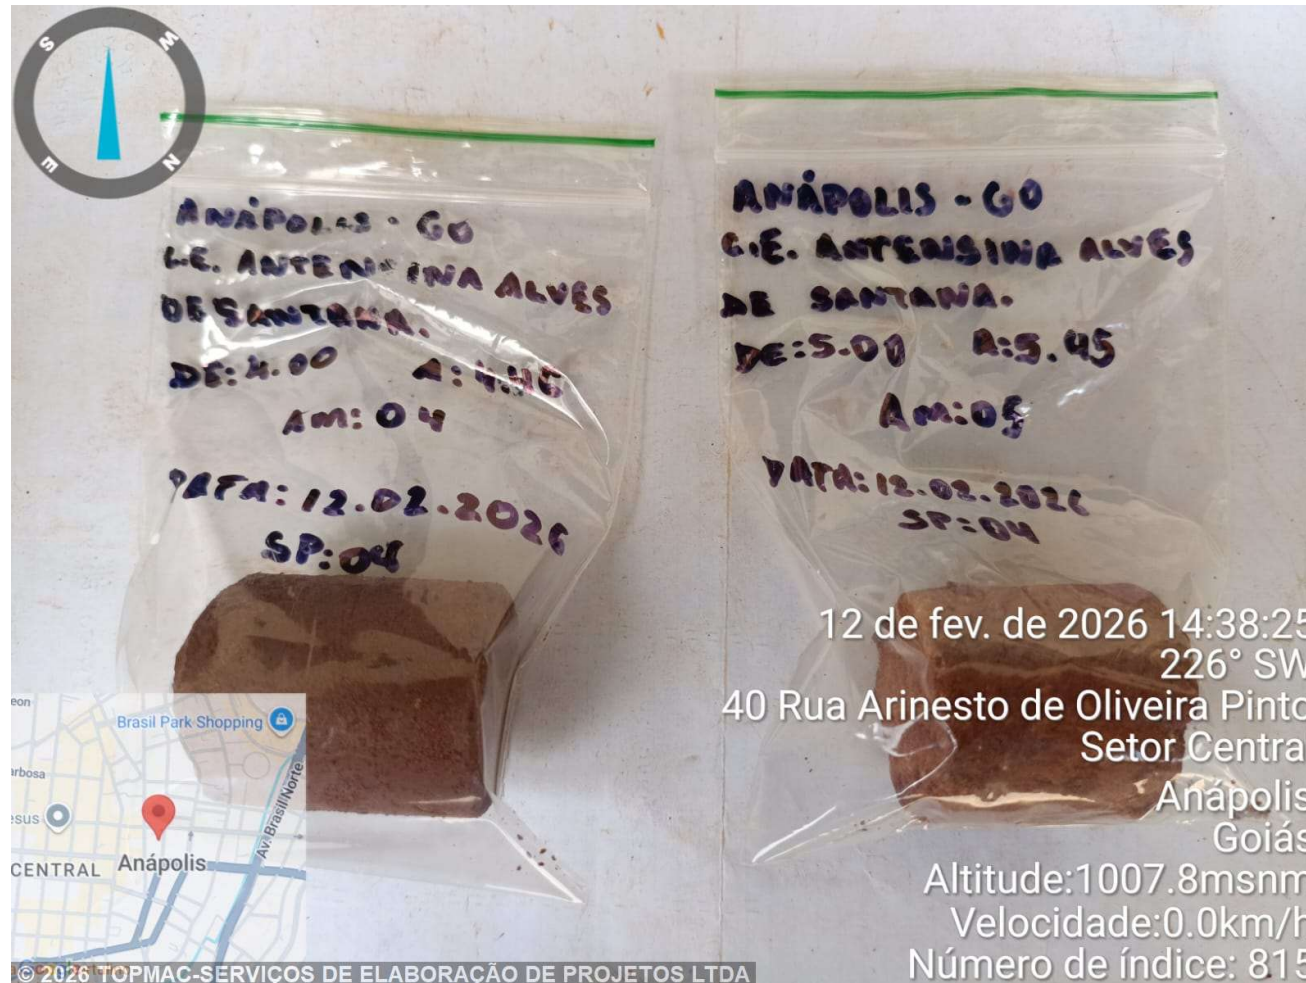 S
W
E
N
ANÁPOLIS - GO
C.E. ANTENSINA ALVES
DE SANTANA.
DE: 4.00 A: 4.45
AM: 04
DATA: 12.02.2026
SP: 04
ANÁPOLIS - GO
C.E. ANTENSINA ALVES
DE SANTANA.
DE: 5.00 A: 5.45
AM: 05
DATA: 12.02.2026
SP: 04
12 de fev. de 2026 14:38:25
226° SW
40 Rua Arinesto de Oliveira Pinto
Setor Central
Anápolis
Goiás
Altitude:1007.8msnm
Velocidade:0.0km/h
Número de índice: 815
eon
Brasil Park Shopping
arbosa
esus
CENTRAL
Anápolis
Av. Brasil Norte
© 2026 TOPMAC-SERVIÇOS DE ELABORAÇÃO DE PROJETOS LTDA